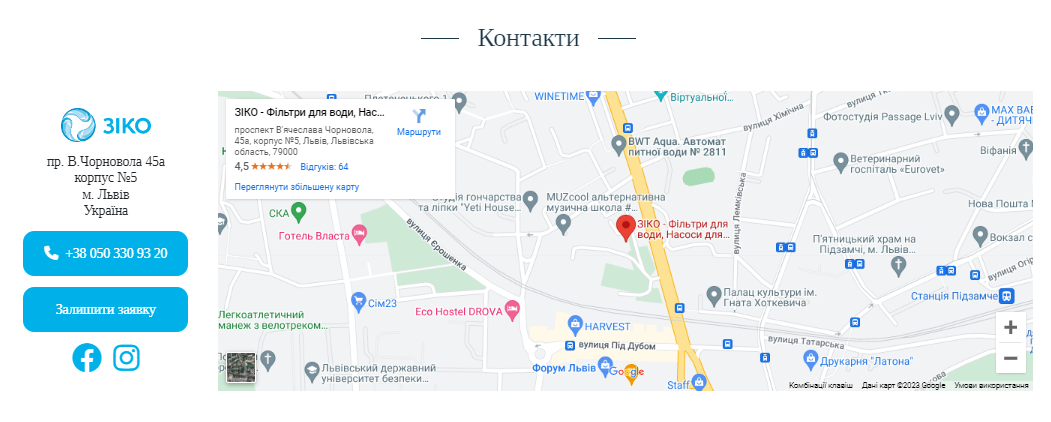 Контакти
ЗІКО
пр. В.Чорновола 45а
корпус №5
м. Львів
Україна
+38 050 330 93 20
Залишити заявку
ЗІКО - Фільтри для води, Нас...
проспект В'ячеслава Чорновола,
45а, корпус №5, Львів, Львівська
область, 79000
4,5
Відгуків: 64
Переглянути збільшену карту
Маршрути
WINETIME
Віртуальної...
вулиця Хімічна
Фотостудія Passage Lviv
MAX BAB
- ДИТЯЧ
BWT Aqua. Автомат
питної води № 2811
Віфанія
Ветеринарний
госпіталь «Eurovet»
Студія гончарства
та ліпки "Yeti House...
MUZcool альтернативна
музична школа #...
вулиця Лемківська
Нова Пошта №
СКА
Готель Власта
вулиця Єрошенка
ЗІКО - Фільтри для
води, Насоси для...
П'ятницький храм на
Підзамчі, м. Львів...
Вокзал с
вулиця Огір
Станція Підзамче
Палац культури ім.
Гната Хоткевича
Сім23
Eco Hostel DROVA
Легкоатлетичний
манеж з велотреком...
HARVEST
вулиця Під Дубом
вулиця Татарська
Друкарня "Латона"
Львівський державний
університет безпеки...
Форум Львів
Google
Staff
Комбінації клавіш
Дані карт ©2023 Google
Умови використання